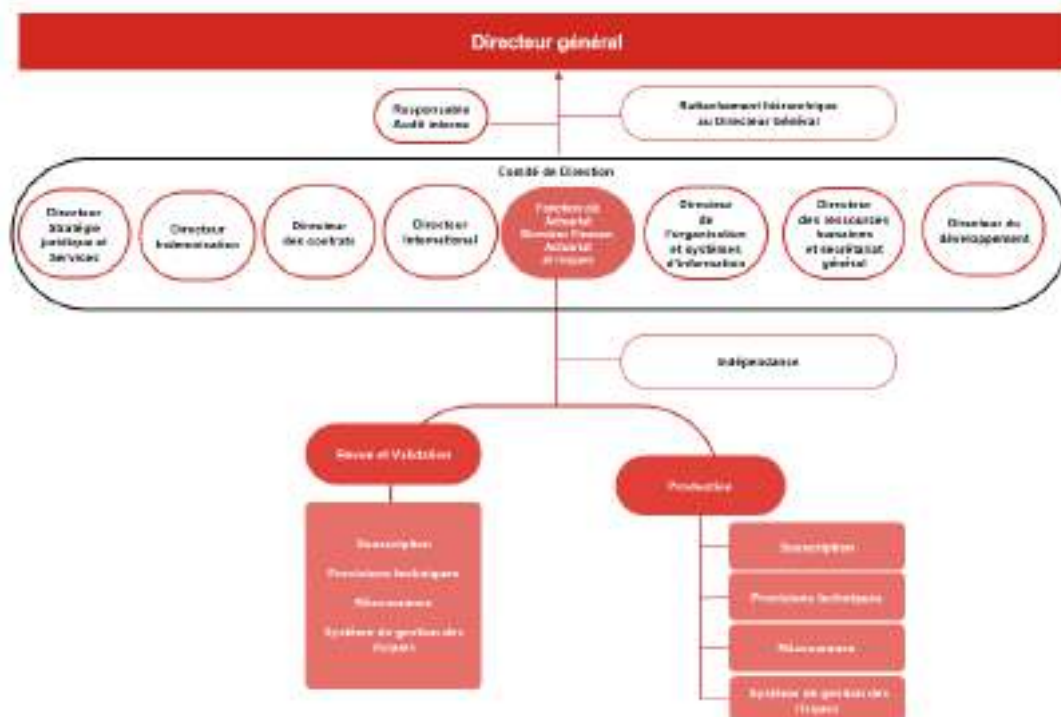 Directeur général
Responsable
Audit interne
Rattachement hiérarchique
au Directeur Général
Comité de Direction
Directeur
Stratégie
juridique et
Services
Directeur
Indemnisation
Directeur
des contrats
Directeur
International
Fonction clé
Actuariat
Directeur Finance
Actuariat
et risques
Directeur
de
l'organisation
et systèmes
d'information
Directeur
des ressources
humaines
et secrétariat
général
Directeur du
développement
Indépendance
Revue et Validation
Production
Souscription
Provisions techniques
Réassurance
Système de gestion des
risques
Souscription
Provisions techniques
Réassurance
Système de gestion des
risques